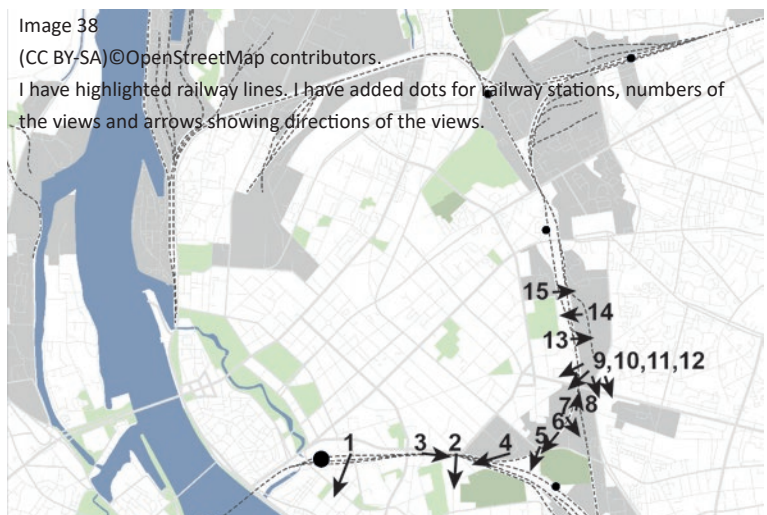 Image 38
(CC BY-SA)©OpenStreetMap contributors.
I have highlighted railway lines. I have added dots for railway stations, numbers of
the views and arrows showing directions of the views.
15
14
13
9,10,11,12
7 8
6
1 3 2 4 5